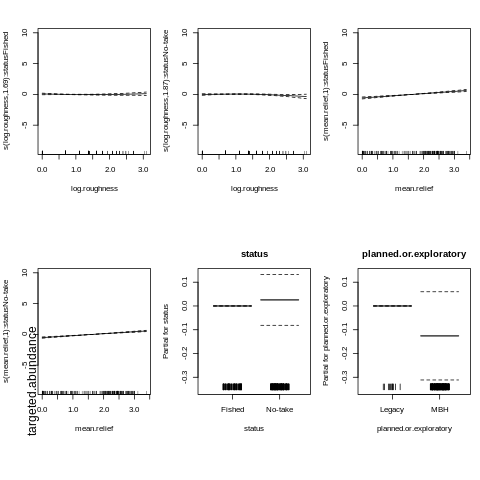 s(log.roughness,1.69):statusFished
10
5
0
-5
0.0 1.0 2.0 3.0
log.roughness
s(log.roughness,1.87):statusNo-take
10
5
0
-5
0.0 1.0 2.0 3.0
log.roughness
s(mean.relief,1):statusFished
10
5
0
-5
0.0 1.0 2.0 3.0
mean.relief
s(mean.relief,1):statusNo-take
10
5
0
-5
0.0 1.0 2.0 3.0
mean.relief
targeted.abundance
status
Partial for status
0.1
0.0
-0.1
-0.2
-0.3
Fished No-take
status
planned.or.exploratory
Partial for planned.or.exploratory
0.1
0.0
-0.1
-0.2
-0.3
Legacy MBH
planned.or.exploratory